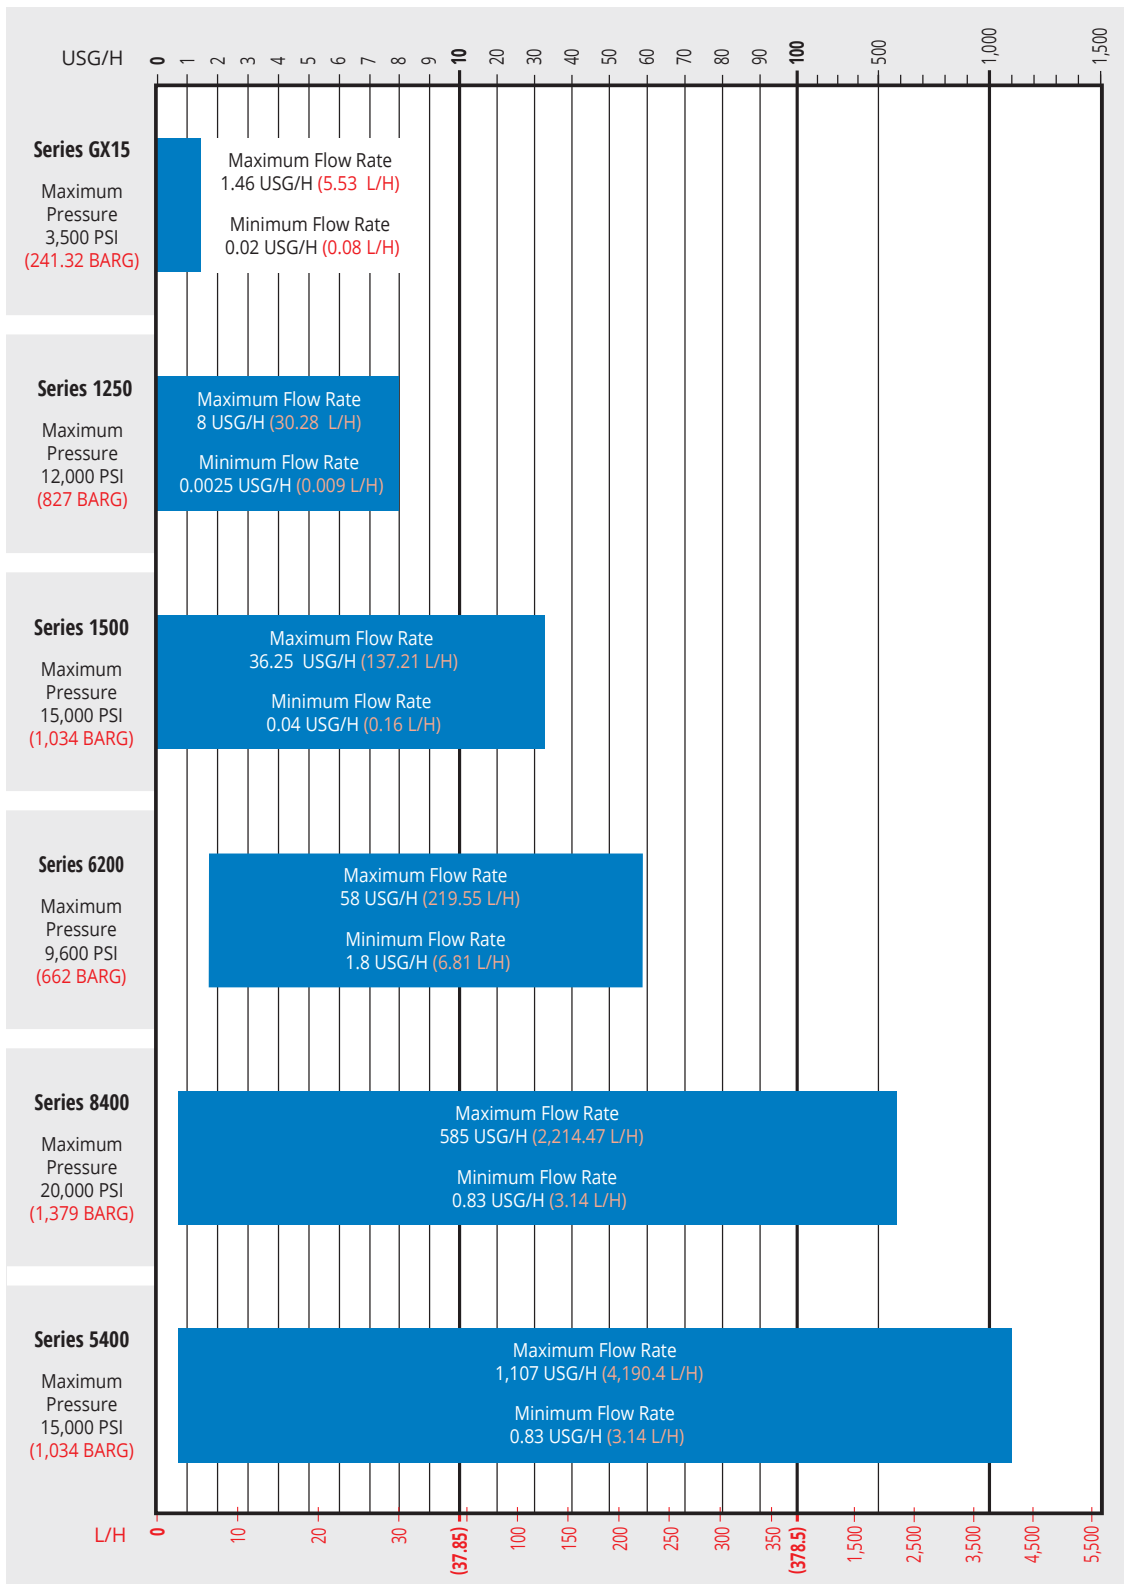 USG/H 0 1 2 3 4 5 6 7 8 9 10 20 30 40 50 60 70 80 90 100 500 1,000 1,500
Series GX15
Maximum
Pressure
3,500 PSI
(241.32 BARG)
Maximum Flow Rate
1.46 USG/H (5.53 L/H)
Minimum Flow Rate
0.02 USG/H (0.08 L/H)
Series 1250
Maximum
Pressure
12,000 PSI
(827 BARG)
Maximum Flow Rate
8 USG/H (30.28 L/H)
Minimum Flow Rate
0.0025 USG/H (0.009 L/H)
Series 1500
Maximum
Pressure
15,000 PSI
(1,034 BARG)
Maximum Flow Rate
36.25 USG/H (137.21 L/H)
Minimum Flow Rate
0.04 USG/H (0.16 L/H)
Series 6200
Maximum
Pressure
9,600 PSI
(662 BARG)
Maximum Flow Rate
58 USG/H (219.55 L/H)
Minimum Flow Rate
1.8 USG/H (6.81 L/H)
Series 8400
Maximum
Pressure
20,000 PSI
(1,379 BARG)
Maximum Flow Rate
585 USG/H (2,214.47 L/H)
Minimum Flow Rate
0.83 USG/H (3.14 L/H)
Series 5400
Maximum
Pressure
15,000 PSI
(1,034 BARG)
Maximum Flow Rate
1,107 USG/H (4,190.4 L/H)
Minimum Flow Rate
0.83 USG/H (3.14 L/H)
L/H 0 10 20 30 (37.85) 100 150 200 250 300 350 (378.5) 1,500 2,500 3,500 4,500 5,500